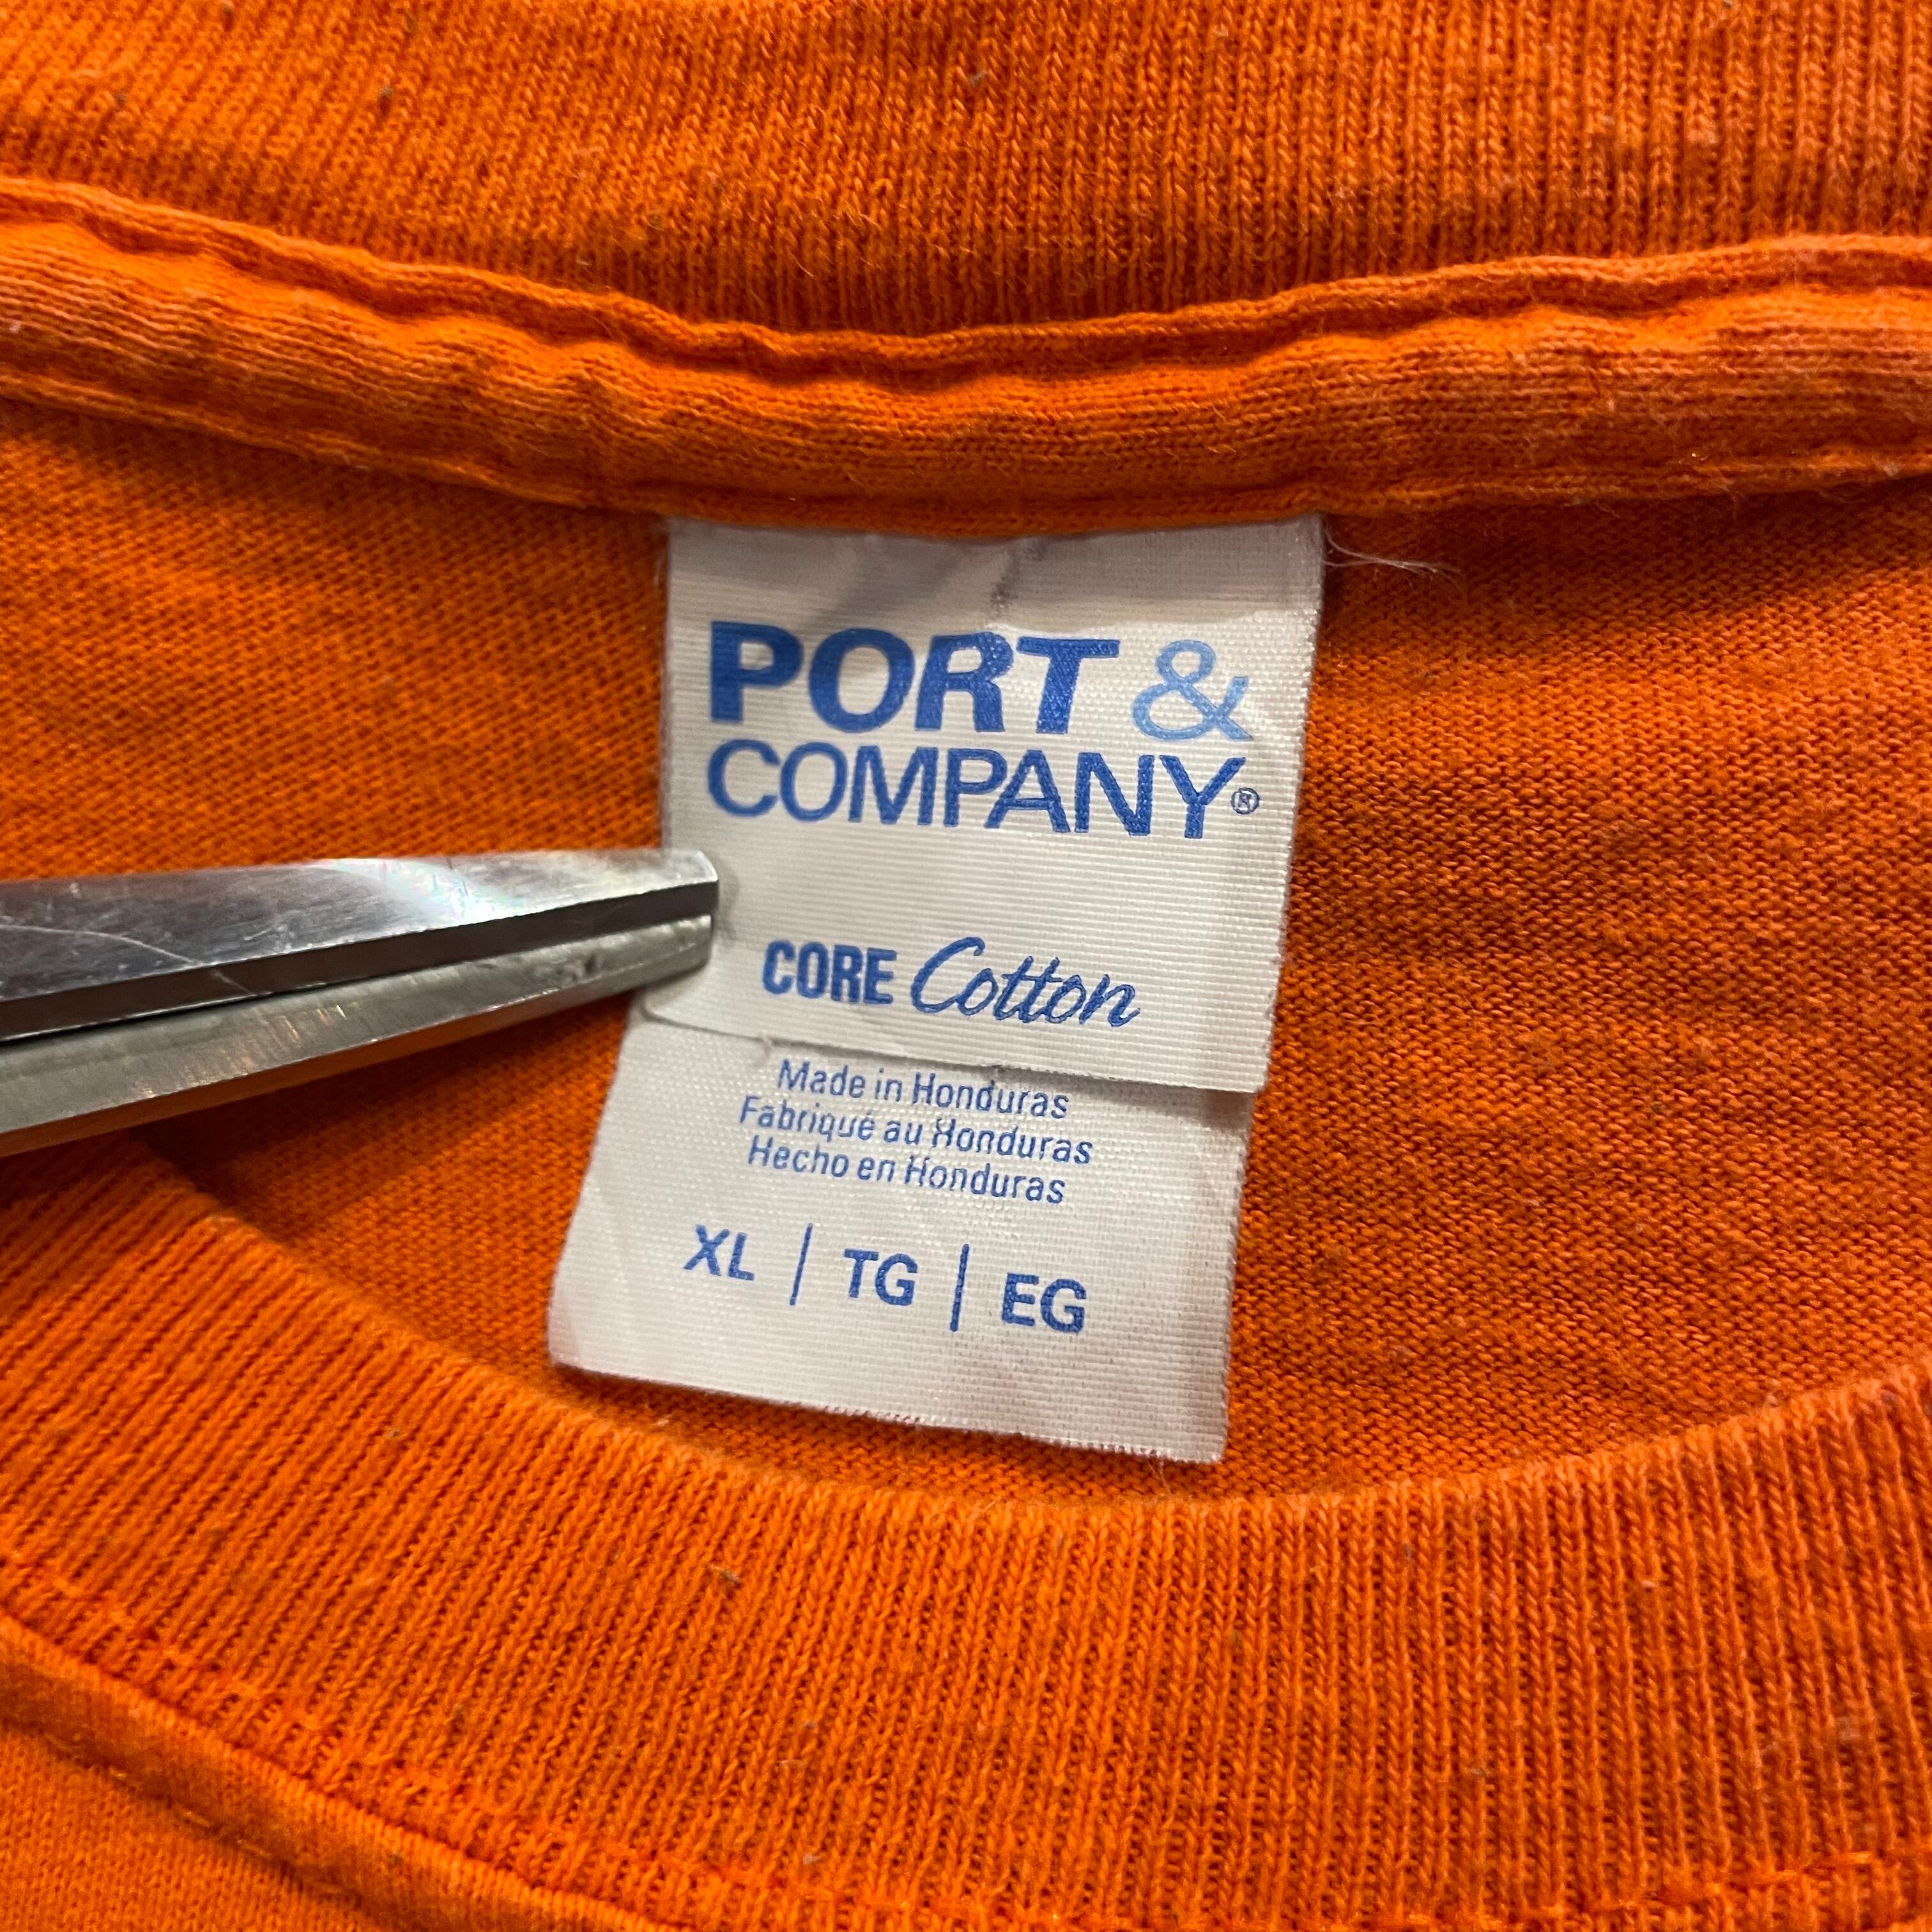 PORT &
COMPANY®
CORE Cotton
Made in Honduras
Fabriqué au Honduras
Hecho en Honduras
XL | TG | EG